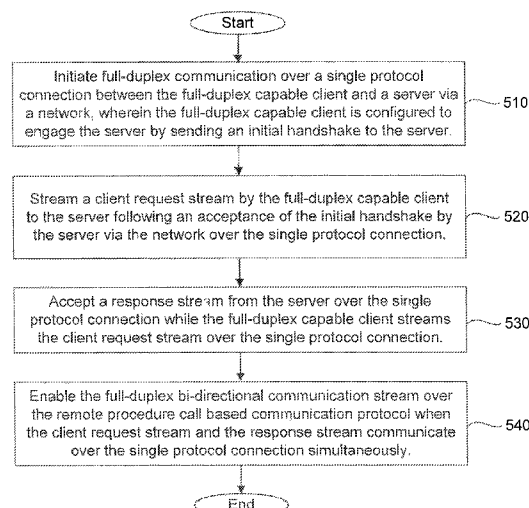 Start
Initiate full-duplex communication over a single protocol
connection between the full-duplex capable client and a server via
a network, wherein the full-duplex capable client is configured to
engage the server by sending an initial handshake to the server.
510
Stream a client request stream by the full-duplex capable client
to the server following an acceptance of the initial handshake by
the server via the network over the single protocol connection.
520
Accept a response stream from the server over the single
protocol connection while the full-duplex capable client streams
the client request stream over the single protocol connection.
530
Enable the full-duplex bi-directional communication stream over
the remote procedure call based communication protocol when
the client request stream and the response stream communicate
over the single protocol connection simultaneously.
540
End